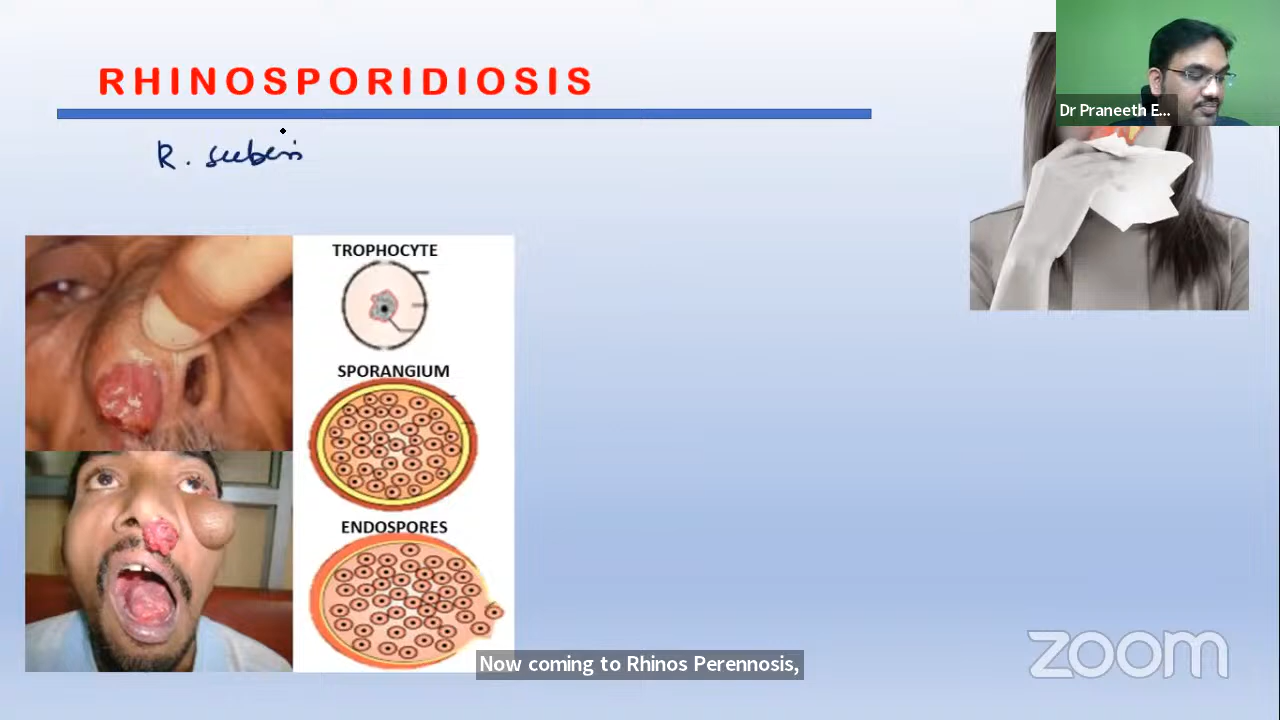 RHINOSPORIDIOSIS
Dr Praneeth E...
R. seeberi
TROPHOCYTE
SPORANGIUM
ENDOSPORES
Now coming to Rhinos Perennosis,
zoom